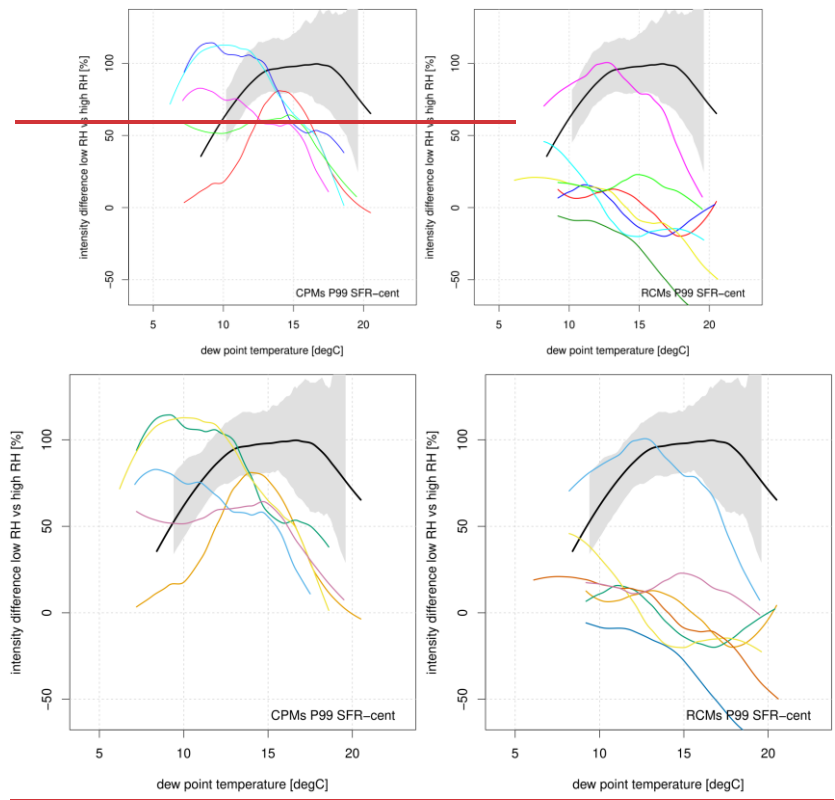 intensity difference low RH vs high RH [%]
100
50
0
−50
5
10
15
20
CPMs P99 SFR−cent
dew point temperature [degC]
intensity difference low RH vs high RH [%]
100
50
0
−50
5
10
15
20
RCMs P99 SFR−cent
dew point temperature [degC]
intensity difference low RH vs high RH [%]
100
50
0
−50
5
10
15
20
CPMs P99 SFR−cent
dew point temperature [degC]
intensity difference low RH vs high RH [%]
100
50
0
−50
5
10
15
20
RCMs P99 SFR−cent
dew point temperature [degC]